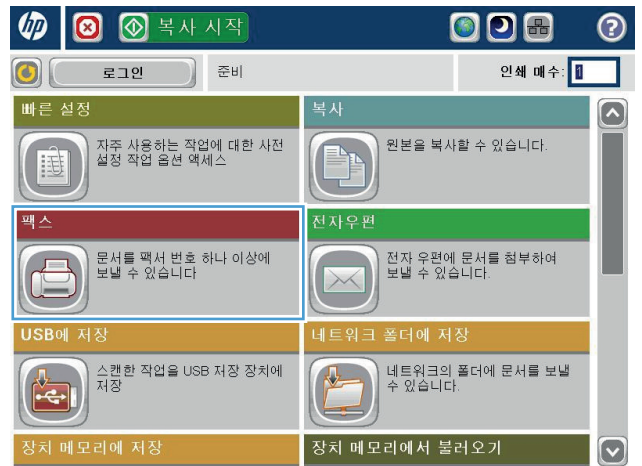 hp
복사 시작
?
로그인
준비
인쇄 매수: 1
빠른 설정
자주 사용하는 작업에 대한 사전
설정 작업 옵션 액세스
복사
원본을 복사할 수 있습니다.
팩스
문서를 팩서 번호 하나 이상에
보낼 수 있습니다
전자우편
전자 우편에 문서를 첨부하여
보낼 수 있습니다.
USB에 저장
스캔한 작업을 USB 저장 장치에
저장
네트워크 폴더에 저장
네트워크의 폴더에 문서를 보낼
수 있습니다.
장치 메모리에 저장
장치 메모리에서 불러오기